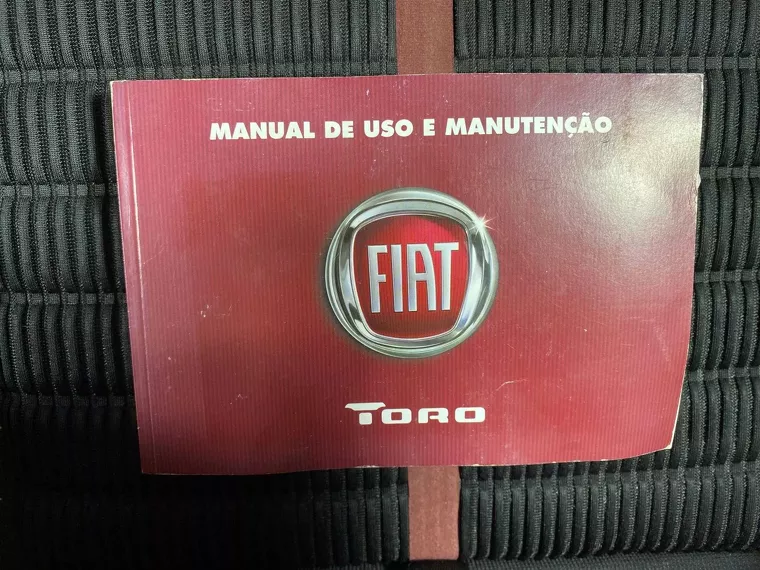 MANUAL DE USO E MANUTENÇÃO
FIAT
TORO